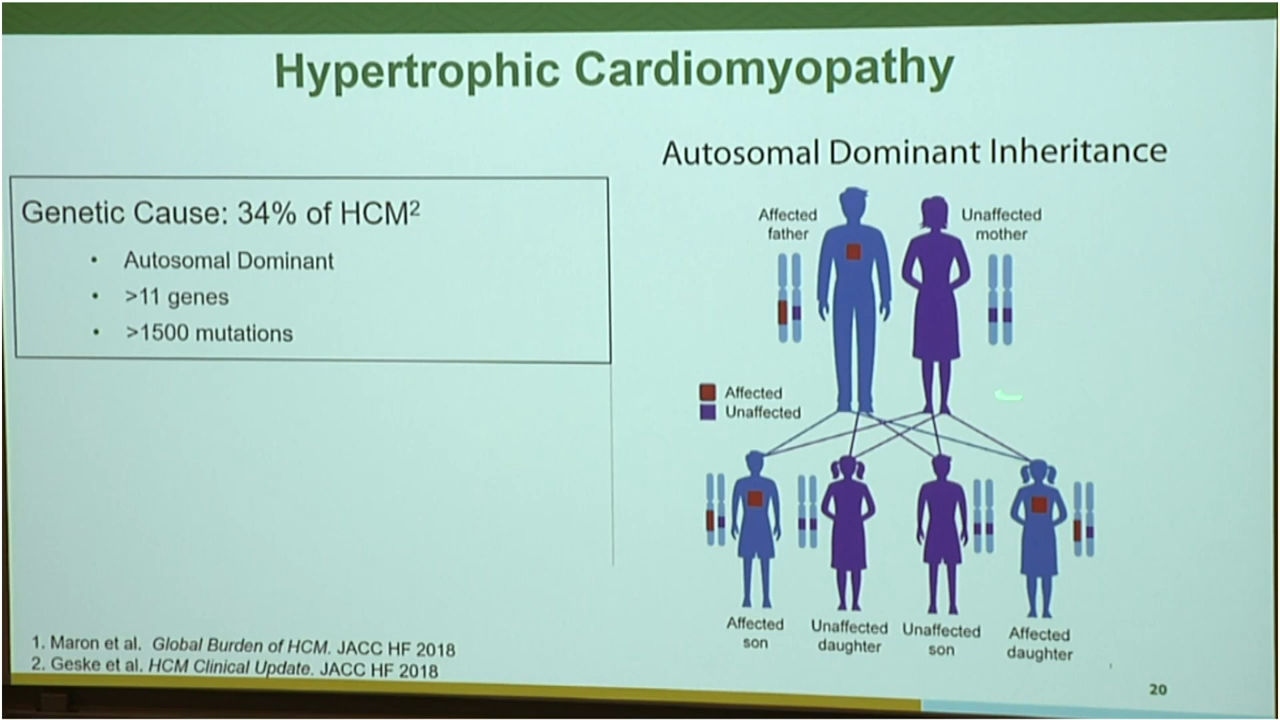 Hypertrophic Cardiomyopathy
Genetic Cause: 34% of HCM²
• Autosomal Dominant
• >11 genes
• >1500 mutations
Autosomal Dominant Inheritance
Affected
father
Unaffected
mother
Affected
Unaffected
Affected
son
Unaffected
daughter
Unaffected
son
Affected
daughter
1. Maron et al. Global Burden of HCM. JACC HF 2018
2. Geske et al. HCM Clinical Update. JACC HF 2018
20